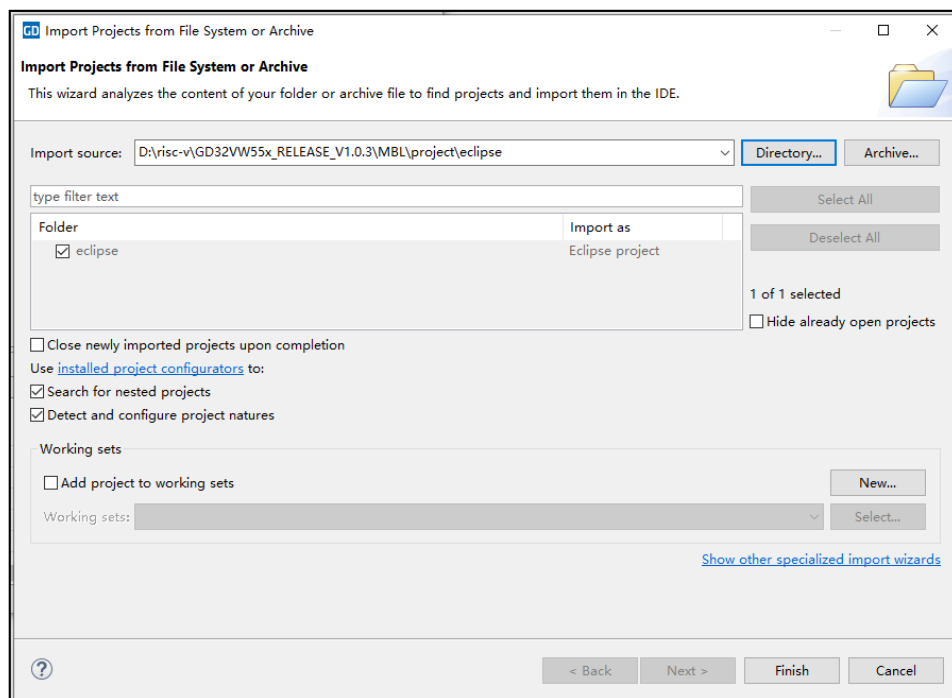 GD Import Projects from File System or Archive
Import Projects from File System or Archive
This wizard analyzes the content of your folder or archive file to find projects and import them in the IDE.
Import source: D:\risc-v\GD32VW55x_RELEASE_V1.0.3\MBL\project\eclipse Directory... Archive...
type filter text Select All
Folder Import as
Deselect All
eclipse Eclipse project
1 of 1 selected
Hide already open projects
Close newly imported projects upon completion
Use installed project configurators to:
Search for nested projects
Detect and configure project natures
Working sets
Add project to working sets New...
Working sets: Select...
Show other specialized import wizards
? < Back Next > Finish Cancel